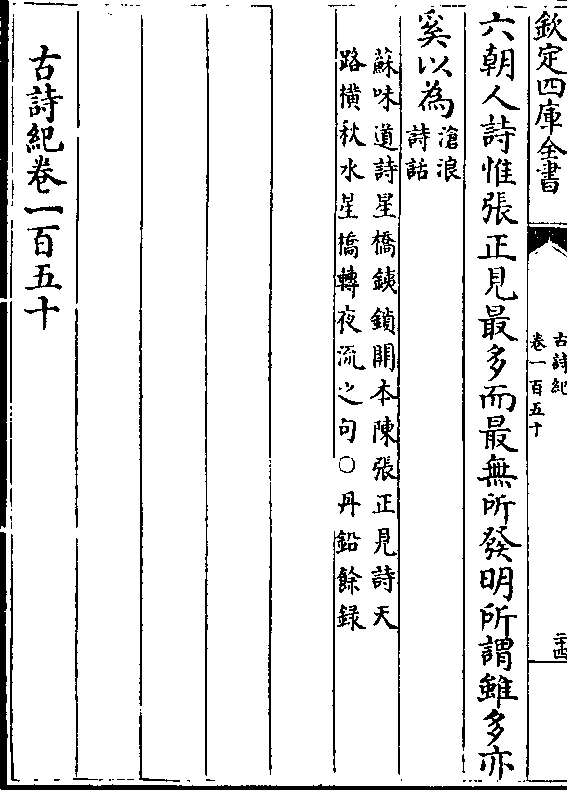 欽定四庫全書
古詩紀
卷一百五十
二十四
六朝人詩惟張正見最多而最無所發明所謂雖多亦
奚以為
滄浪
詩話
蘇味道詩星橋鐵鎖開本陳張正見詩天
路橫秋水星橋轉夜流之句○丹鉛餘録
古詩紀卷一百五十